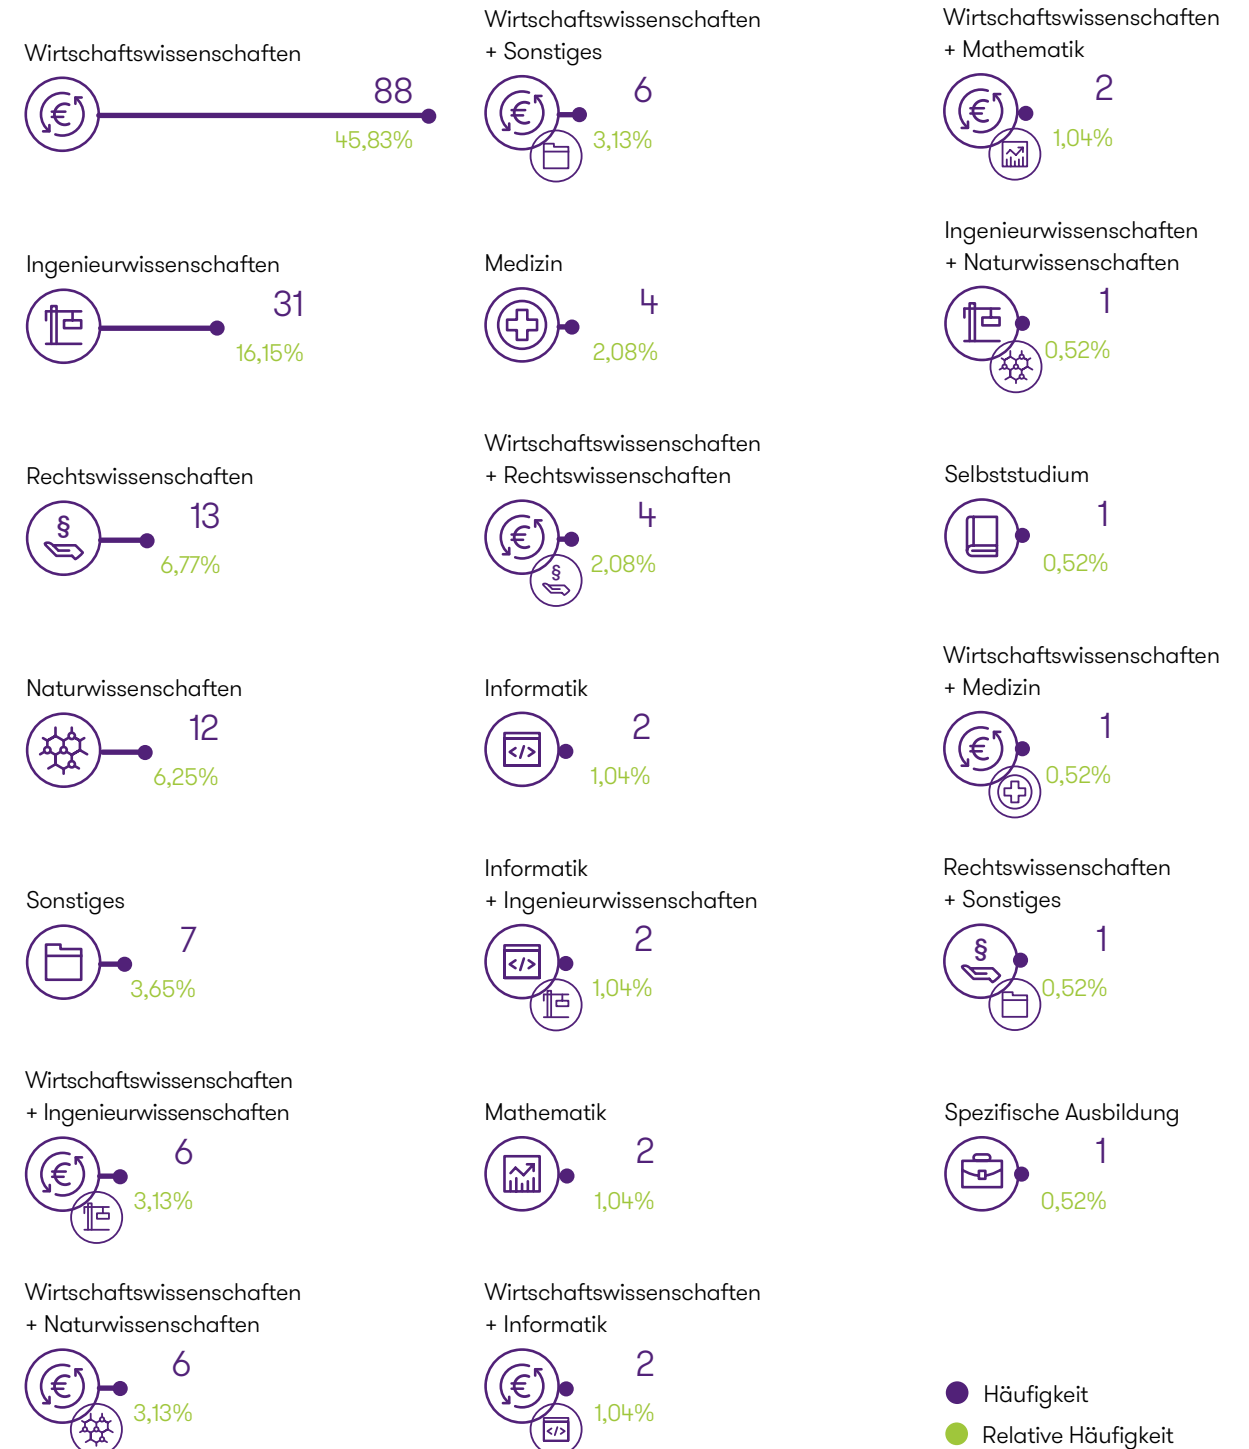 Wirtschaftswissenschaften
88
45,83%
Ingenieurwissenschaften
31
16,15%
Rechtswissenschaften
§
13
6,77%
Naturwissenschaften
12
6,25%
Sonstiges
7
3,65%
Wirtschaftswissenschaften
+ Ingenieurwissenschaften
€
6
3,13%
Wirtschaftswissenschaften
+ Naturwissenschaften
€
6
3,13%
Wirtschaftswissenschaften
+ Sonstiges
€
6
3,13%
Medizin
4
2,08%
Wirtschaftswissenschaften
+ Rechtswissenschaften
€
4
§
2,08%
Informatik
</>
2
1,04%
Informatik
+ Ingenieurwissenschaften
</>
2
1,04%
Mathematik
2
1,04%
Wirtschaftswissenschaften
+ Informatik
€
2
</>
1,04%
Wirtschaftswissenschaften
+ Mathematik
€
2
1,04%
Ingenieurwissenschaften
+ Naturwissenschaften
1
0,52%
Selbststudium
1
0,52%
Wirtschaftswissenschaften
+ Medizin
€
1
0,52%
Rechtswissenschaften
+ Sonstiges
§
1
0,52%
Spezifische Ausbildung
1
0,52%
Häufigkeit
Relative Häufigkeit